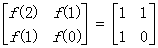 [f(2) f(1)] = [1 1]
[f(1) f(0)]   [1 0]